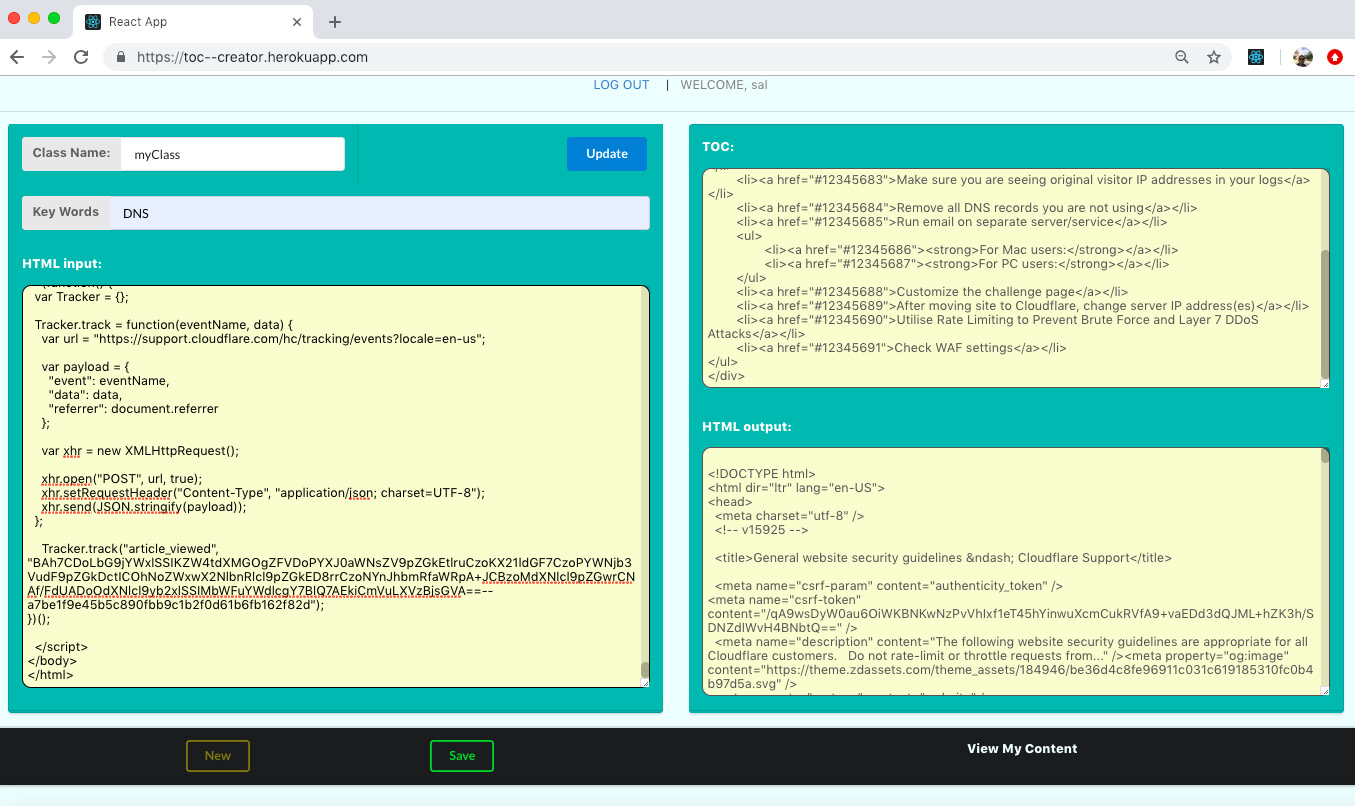 React App
https://toc--creator.herokuapp.com
LOG OUT | WELCOME, sal
Class Name: myClass
Update
Key Words DNS
HTML input:
var Tracker = {};
Tracker.track = function(eventName, data) {
var url = "https://support.cloudflare.com/hc/tracking/events?locale=en-us";
var payload = {
"event": eventName,
"data": data,
"referrer": document.referrer
};
var xhr = new XMLHttpRequest();
xhr.open("POST", url, true);
xhr.setRequestHeader("Content-Type", "application/json; charset=UTF-8");
xhr.send(JSON.stringify(payload));
};
Tracker.track("article_viewed",
a7be1f9e45b5c890fbb9c1b2f0d61b6fb162f82d");
})();
</script>
</body>
</html>
TOC:
<li><a href="#12345683">Make sure you are seeing original visitor IP addresses in your logs</a>
</li>
<li><a href="#12345684">Remove all DNS records you are not using</a></li>
<li><a href="#12345685">Run email on separate server/service</a></li>
<ul>
<li><a href="#12345686"><strong>For Mac users:</strong></a></li>
<li><a href="#12345687"><strong>For PC users:</strong></a></li>
</ul>
<li><a href="#12345688">Customize the challenge page</a></li>
<li><a href="#12345689">After moving site to Cloudflare, change server IP address(es)</a></li>
<li><a href="#12345690">Utilise Rate Limiting to Prevent Brute Force and Layer 7 DDoS
Attacks</a></li>
<li><a href="#12345691">Check WAF settings</a></li>
</ul>
</div>
HTML output:
<!DOCTYPE html>
<html dir="ltr" lang="en-US">
<head>
<meta charset="utf-8" />
<!-- v15925 -->
<title>General website security guidelines &ndash; Cloudflare Support</title>
<meta name="csrf-param" content="authenticity_token" />
<meta name="csrf-token"
<meta name="description" content="The following website security guidelines are appropriate for all
Cloudflare customers. Do not rate-limit or throttle requests from..." /><meta property="og:image"
content="https://theme.zdassets.com/theme_assets/184946/be36d4c8fe96911c031c619185310fc0b4
b97d5a.svg" />
New
Save
View My Content